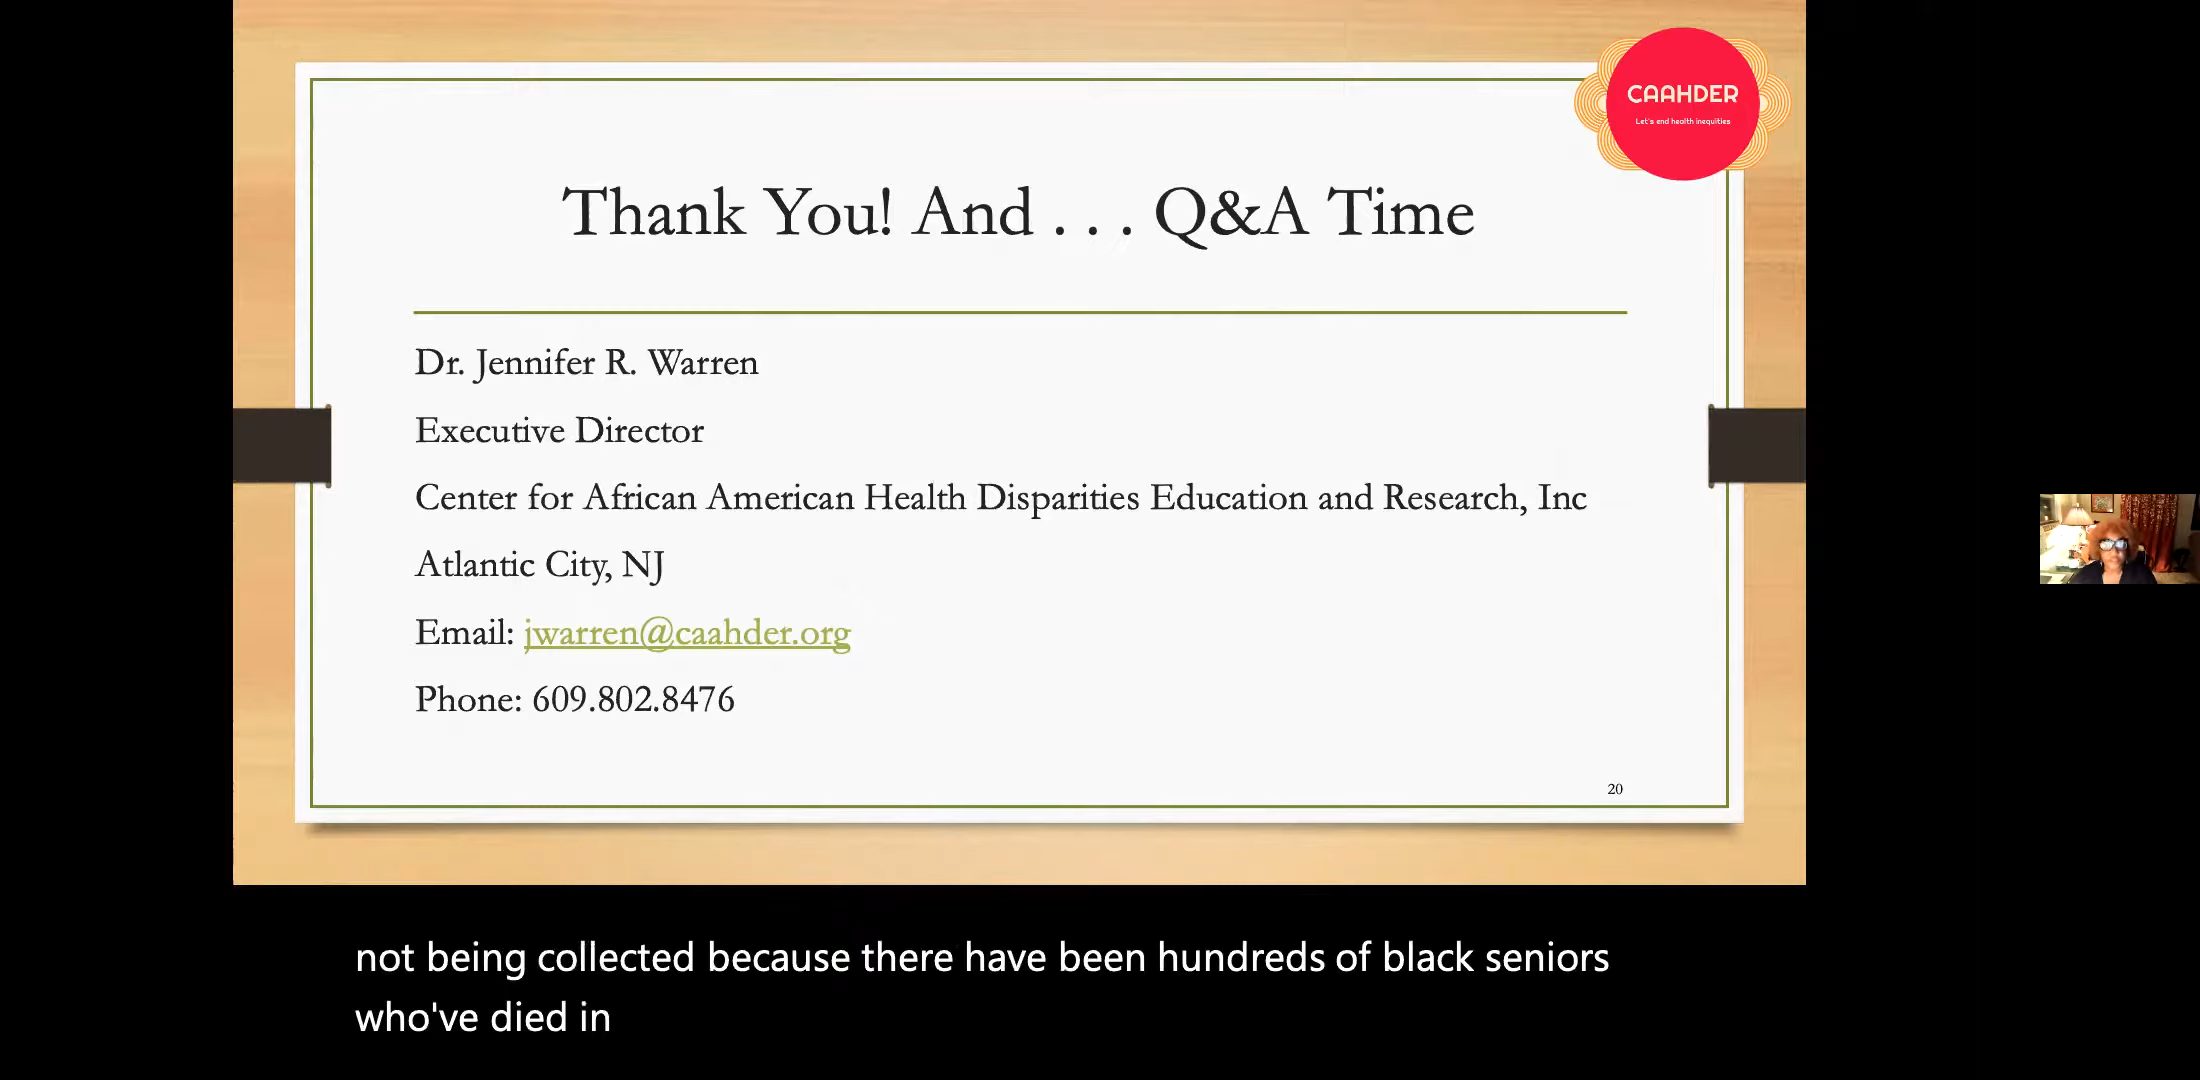 CAAHDER
Let's end health inequities
Thank You! And . . . Q&A Time
Dr. Jennifer R. Warren
Executive Director
Center for African American Health Disparities Education and Research, Inc
Atlantic City, NJ
Email: jwarren@caahder.org
Phone: 609.802.8476
20
not being collected because there have been hundreds of black seniors
who've died in